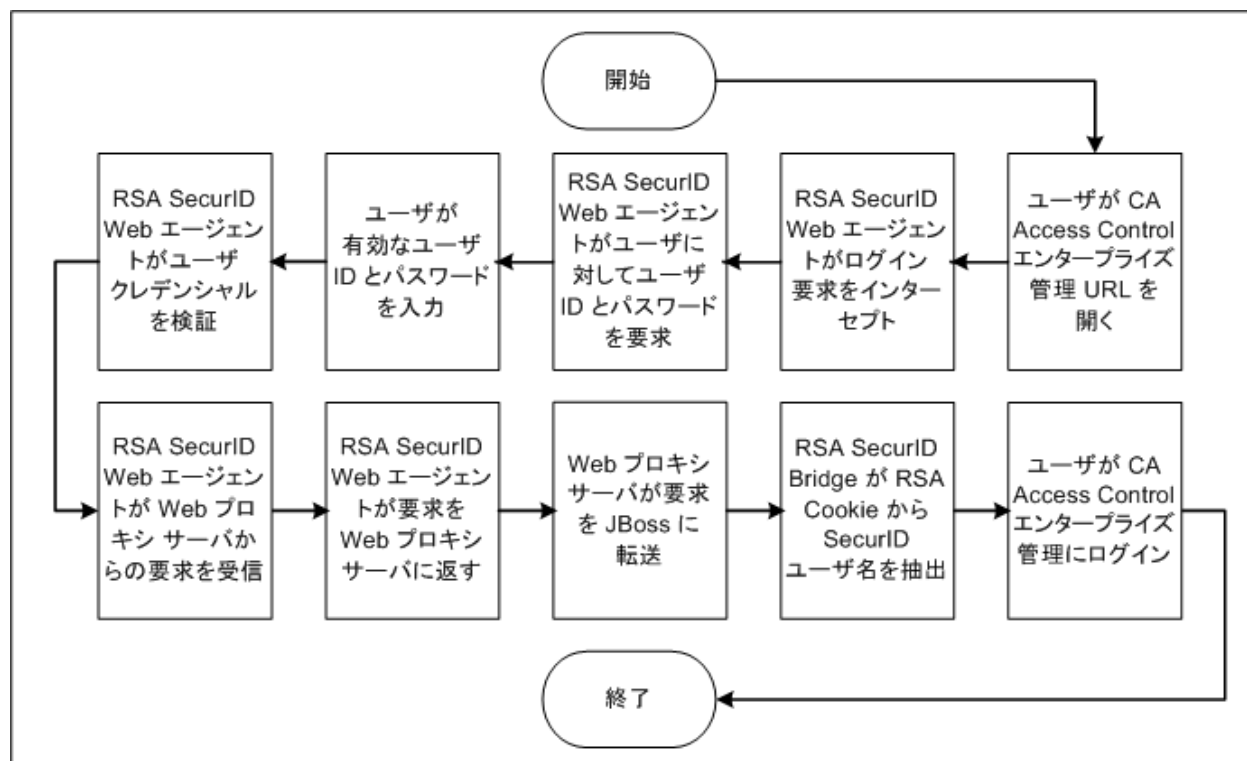 開始
ユーザが CA
Access Control
エンタープライズ
管理 URL を
開く
RSA SecurID
Web エージェン
トがログイン
要求をインター
セプト
RSA SecurID
Web エージェン
トがユーザに
対してユーザ
ID とパスワード
を要求
ユーザが
有効なユーザ
ID とパスワード
を入力
RSA SecurID
Web エージェン
トがユーザ
クレデンシャル
を検証
RSA SecurID
Web エージェン
トが Web プロ
キシ サーバか
らの要求を受信
RSA SecurID
Web エージェン
トが要求を
Web プロキシ
サーバに返す
Web プロキシ
サーバが要求
を JBoss に
転送
RSA SecurID
Bridge が RSA
Cookie から
SecurID
ユーザ名を抽出
ユーザが CA
Access Control
エンタープライズ
管理にログイン
終了